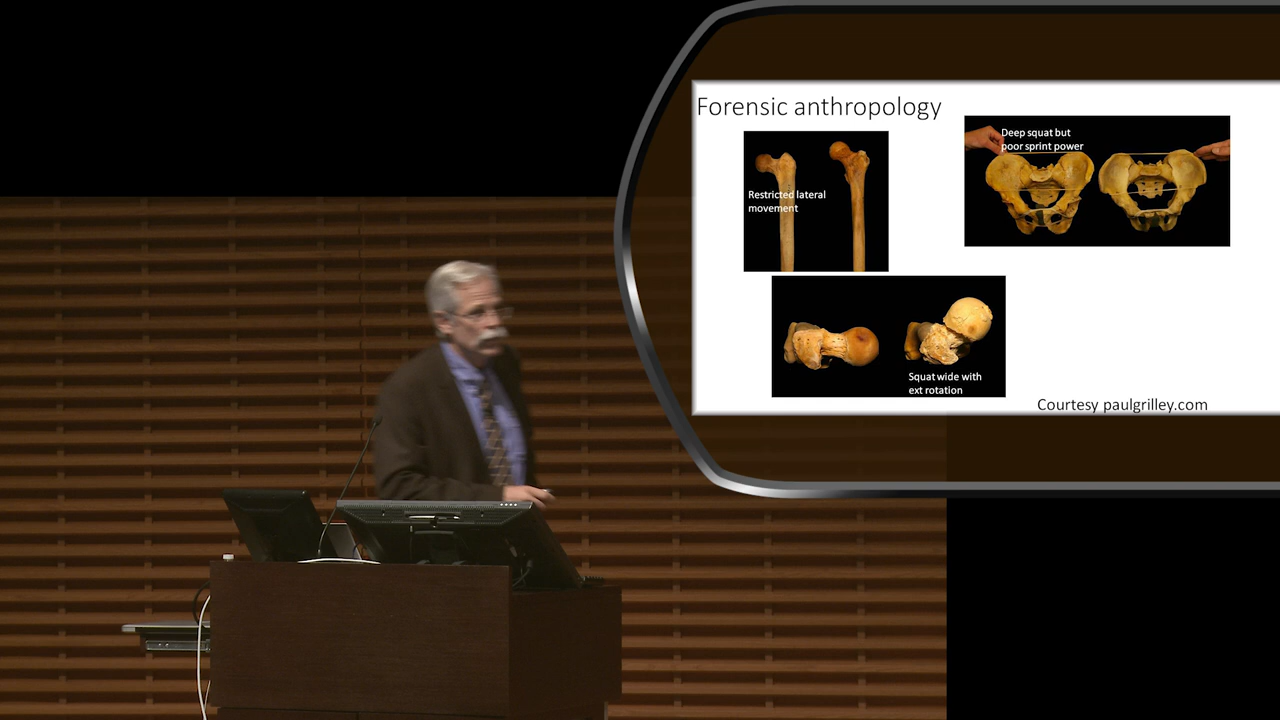 Forensic anthropology
Deep squat but
poor sprint power
Restricted lateral
movement
Squat wide with
ext rotation
Courtesy paulgrilley.com